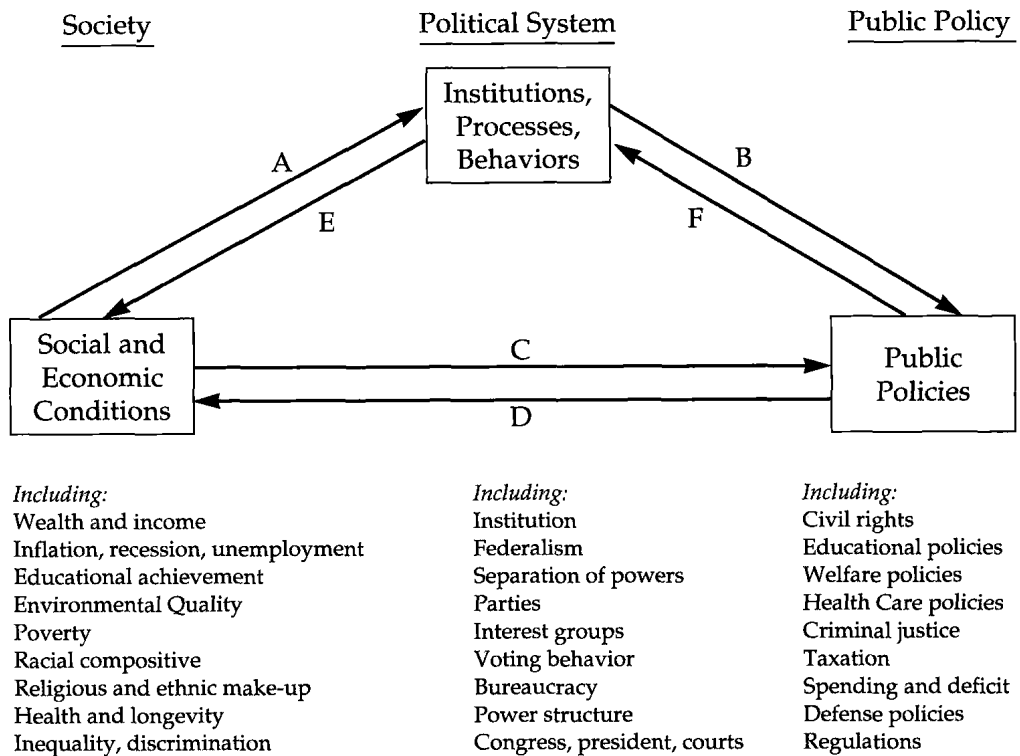 Society
Political System
Public Policy
Institutions,
Processes,
Behaviors
A
B
E
F
Social and
Economic
Conditions
C
D
Public
Policies
Including:
Wealth and income
Inflation, recession, unemployment
Educational achievement
Environmental Quality
Poverty
Racial compositive
Religious and ethnic make-up
Health and longevity
Inequality, discrimination
Including:
Institution
Federalism
Separation of powers
Parties
Interest groups
Voting behavior
Bureaucracy
Power structure
Congress, president, courts
Including:
Civil rights
Educational policies
Welfare policies
Health Care policies
Criminal justice
Taxation
Spending and deficit
Defense policies
Regulations